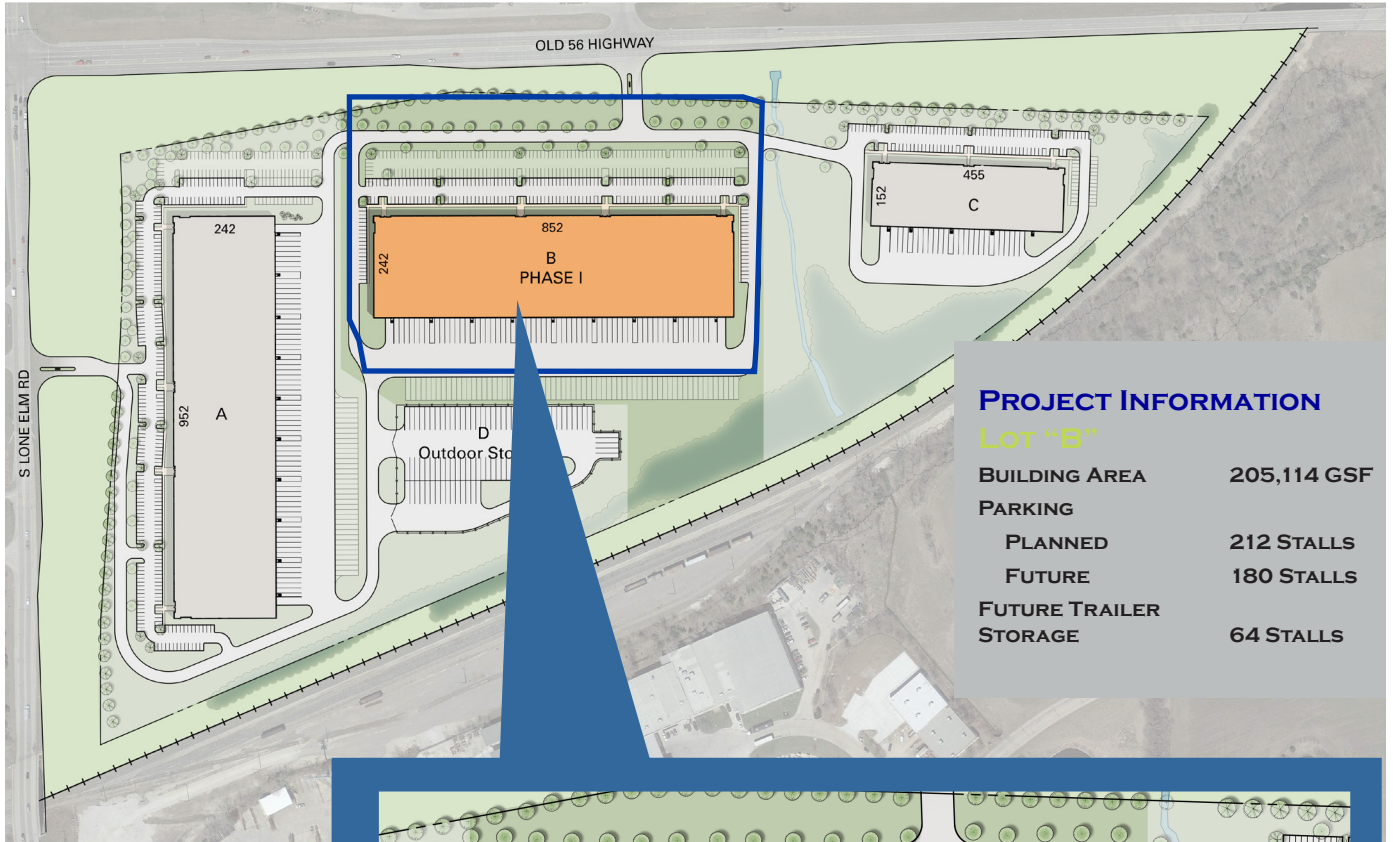 OLD 56 HIGHWAY
S LONE ELM RD
242
952
A
852
242
B
PHASE I
455
152
C
D
Outdoor
PROJECT INFORMATION
LOT "B"
BUILDING AREA 205,114 GSF
PARKING
PLANNED 212 STALLS
FUTURE 180 STALLS
FUTURE TRAILER
STORAGE 64 STALLS